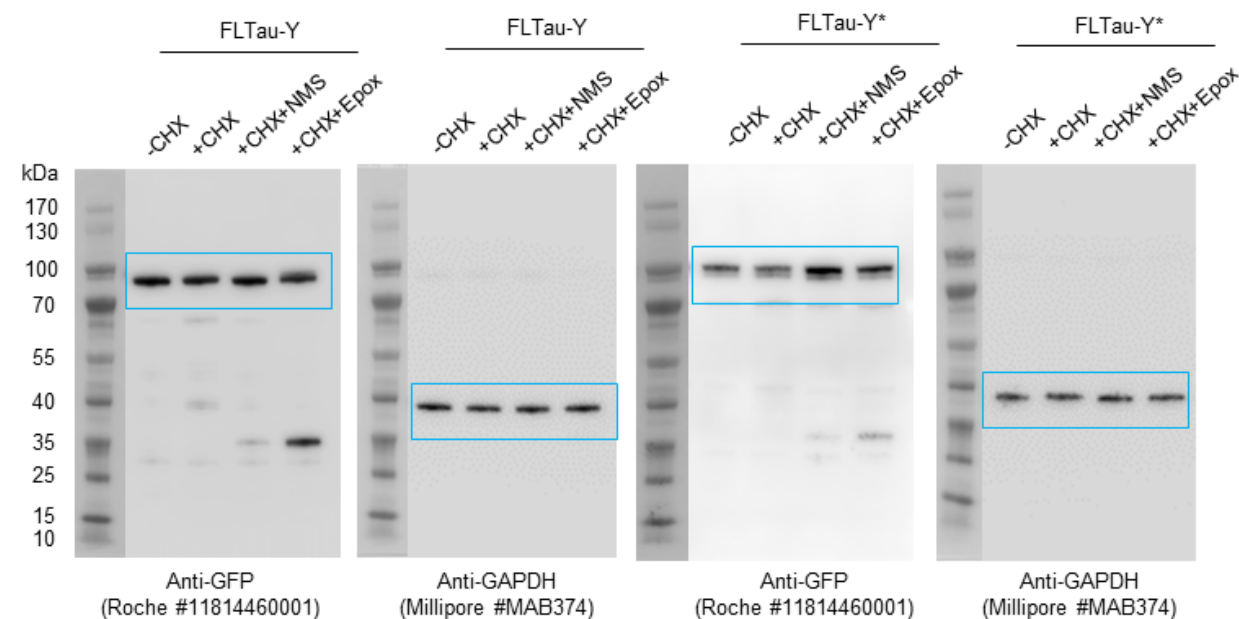 FLTau-Y
FLTau-Y
FLTau-Y*
FLTau-Y*
-CHX
+CHX
+CHX+NMS
+CHX+Epox
-CHX
+CHX
+CHX+NMS
+CHX+Epox
-CHX
+CHX
+CHX+NMS
+CHX+Epox
-CHX
+CHX
+CHX+NMS
+CHX+Epox
kDa
170
130
100
70
55
40
35
25
15
10
Anti-GFP
(Roche #11814460001)
Anti-GAPDH
(Millipore #MAB374)
Anti-GFP
(Roche #11814460001)
Anti-GAPDH
(Millipore #MAB374)